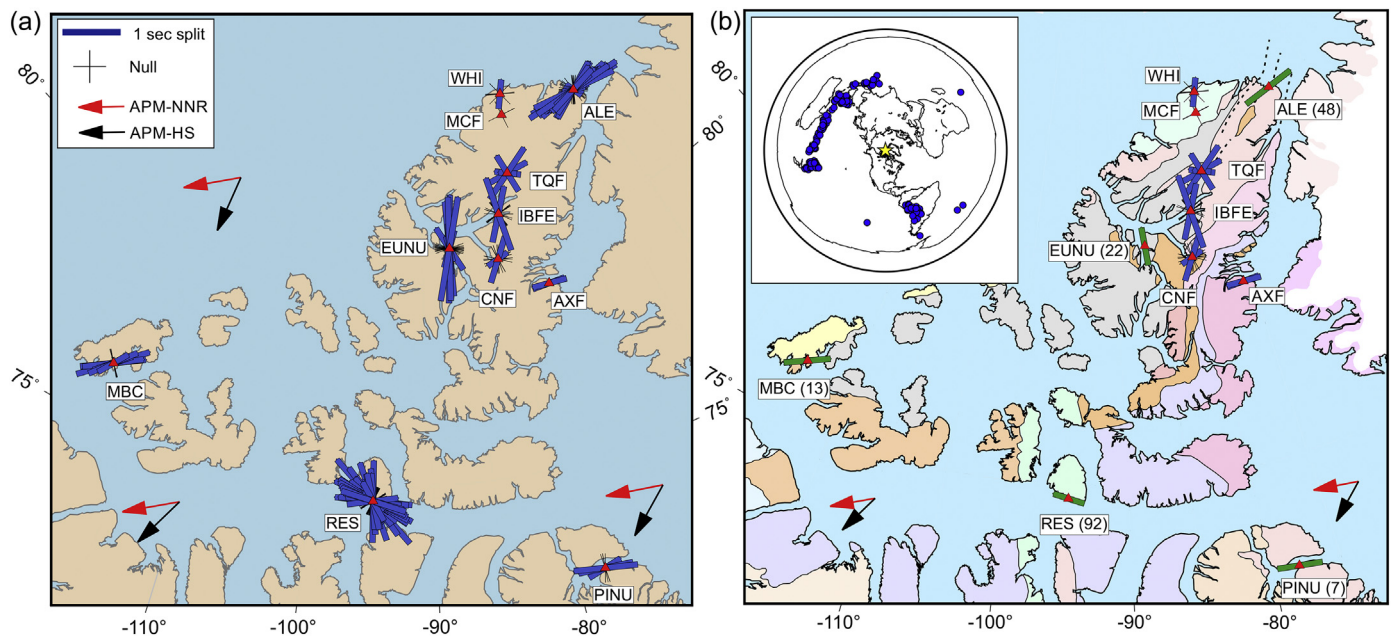 (a)
1 sec split
Null
APM-NNR
APM-HS
80°
75°
WHI
MCF
ALE
TQF
IBFE
EUNU
CNF
AXF
MBC
RES
PINU
-110°
-100°
-90°
-80°
(b)
80°
80°
75°
75°
WHI
MCF
ALE (48)
TQF
IBFE
EUNU (22)
CNF
AXF
MBC (13)
RES (92)
PINU (7)
-110°
-100°
-90°
-80°